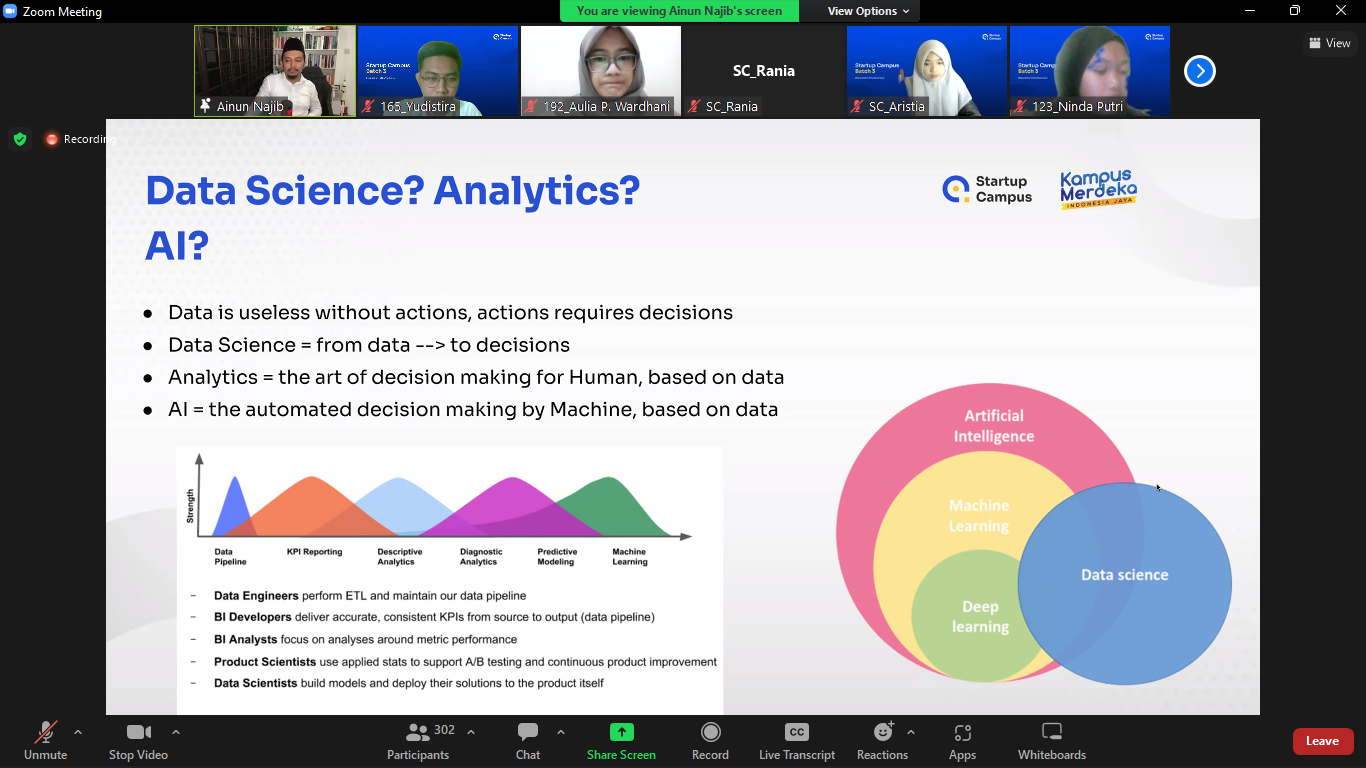 Zoom Meeting
You are viewing Ainun Najib's screen
View Options
View
Startup Campus
Batch 3
Startup Campus
Batch 3
SC_Rania
Ainun Najib
165_Yudistira
192_Aulia P. Wardhani
SC_Rania
SC_Aristia
123_Ninda Putri
Recording
Data Science? Analytics?
AI?
Startup
Campus
Kampus
Merdeka
INDONESIA JAYA
● Data is useless without actions, actions requires decisions
● Data Science = from data --> to decisions
● Analytics = the art of decision making for Human, based on data
● AI = the automated decision making by Machine, based on data
Strength
Data
Pipeline
KPI Reporting
Descriptive
Analytics
Diagnostic
Analytics
Predictive
Modeling
Machine
Learning
– Data Engineers perform ETL and maintain our data pipeline
– BI Developers deliver accurate, consistent KPIs from source to output (data pipeline)
– BI Analysts focus on analyses around metric performance
– Product Scientists use applied stats to support A/B testing and continuous product improvement
– Data Scientists build models and deploy their solutions to the product itself
Artificial
Intelligence
Machine
Learning
Deep
learning
Data science
Unmute
Stop Video
Participants
302
Chat
Share Screen
Record
CC
Live Transcript
Reactions
Apps
Whiteboards
Leave